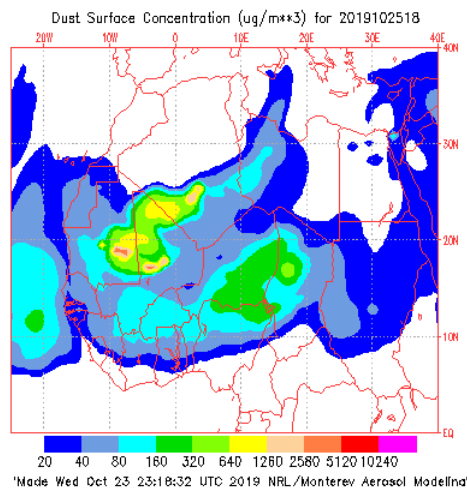 Dust Surface Concentration (ug/m**3) for 2019102518
20W 10W 0 10E 20E 30E 40E
40N
30N
20N
10N
EQ
20 40 80 160 320 640 1280 2580 5120 10240
'Made Wed Oct 23 23:18:32 UTC 2019 NRL/Monterey Aerosol Modeling'